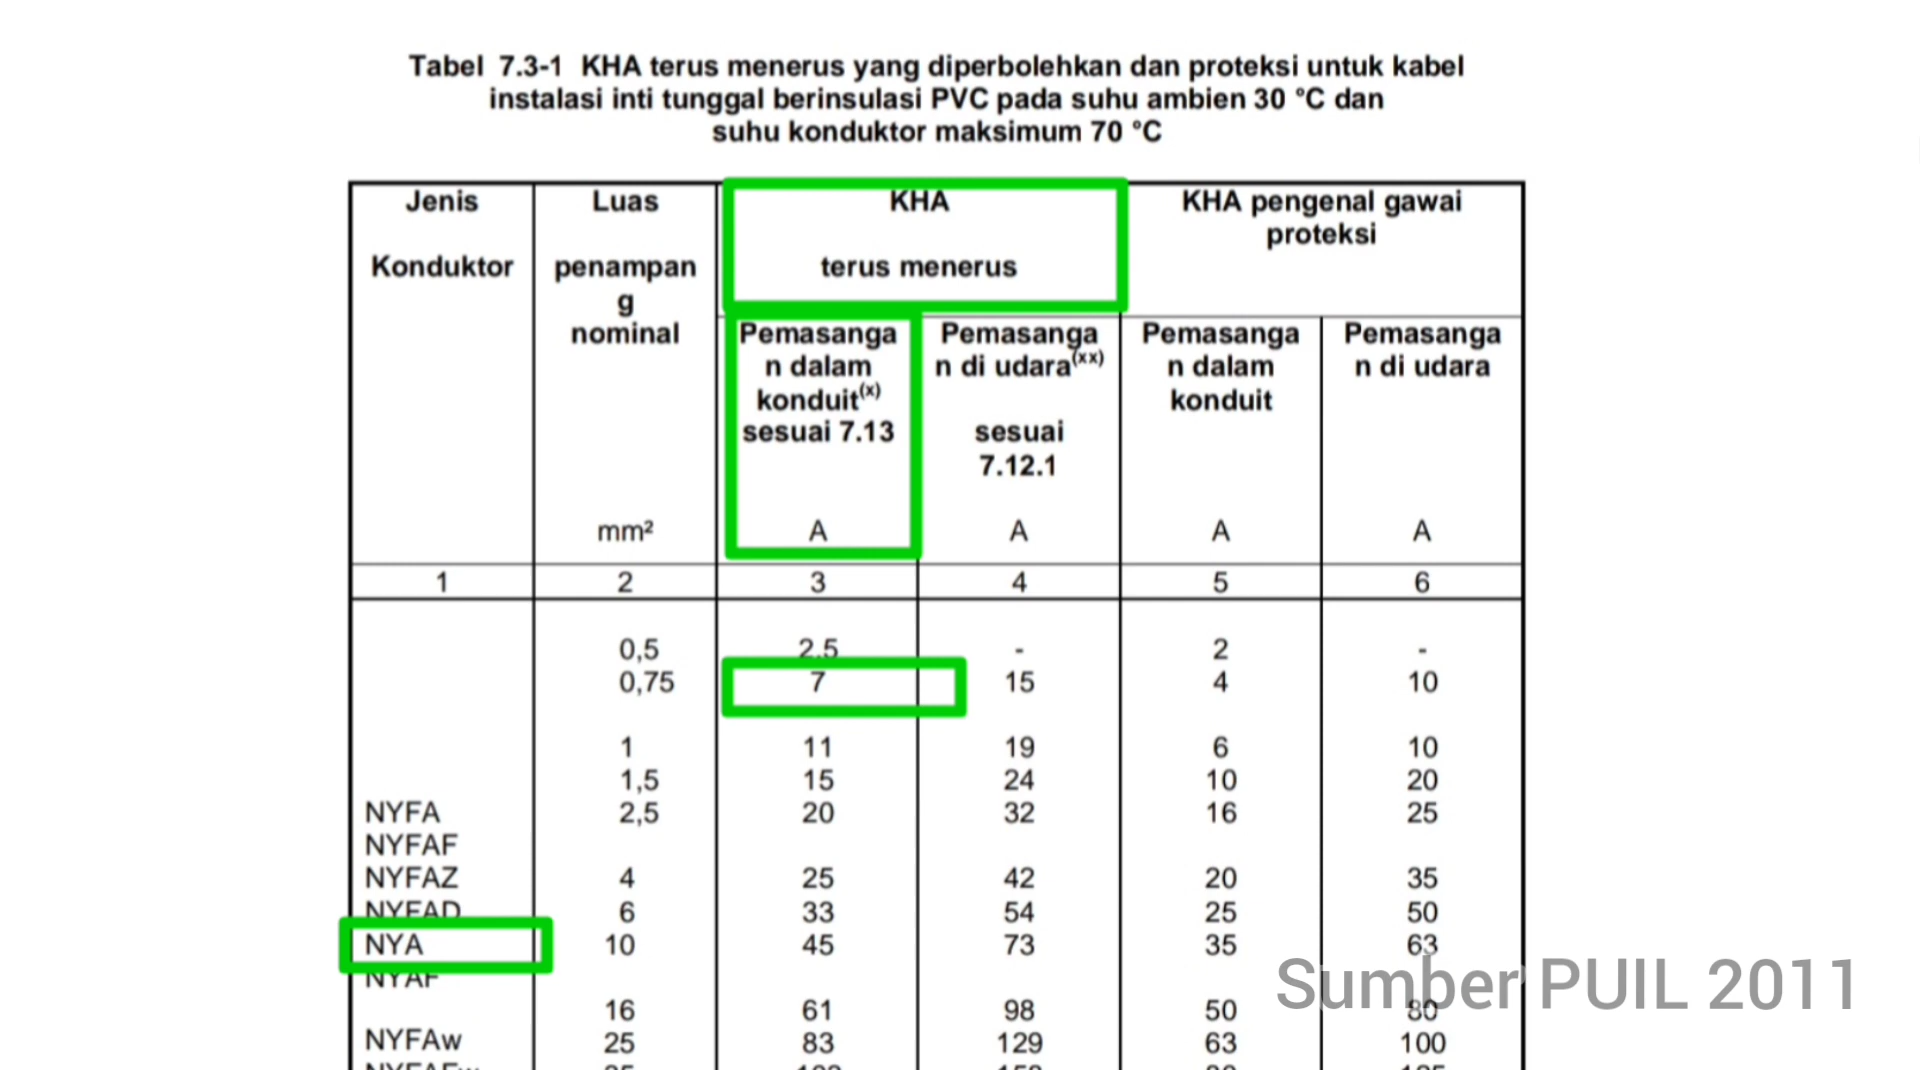 Tabel 7.3-1 KHA terus menerus yang diperbolehkan dan proteksi untuk kabel
instalasi inti tunggal berinsulasi PVC pada suhu ambien 30 °C dan
suhu konduktor maksimum 70 °C
Jenis Luas KHA KHA pengenal gawai
proteksi
Konduktor penampan terus menerus
g
nominal Pemasanga Pemasanga Pemasanga Pemasanga
n dalam n di udara(xx) n dalam n di udara
konduit(x) konduit
sesuai 7.13 sesuai
7.12.1
mm² A A A A
1 2 3 4 5 6
0,5 2,5 - 2 -
0,75 7 15 4 10
1 11 19 6 10
1,5 15 24 10 20
NYFA 2,5 20 32 16 25
NYFAF
NYFAZ 4 25 42 20 35
NYFAD 6 33 54 25 50
NYA 10 45 73 35 63
NYAF
16 61 98 50 80
NYFAw 25 83 129 63 100
Sumber PUIL 2011